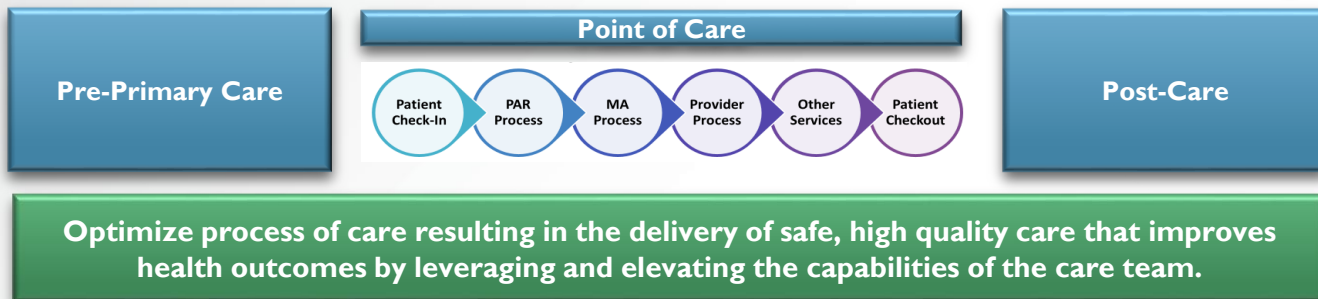 Pre-Primary Care
Point of Care
Patient
Check-In
PAR
Process
MA
Process
Provider
Process
Other
Services
Patient
Checkout
Post-Care
Optimize process of care resulting in the delivery of safe, high quality care that improves
health outcomes by leveraging and elevating the capabilities of the care team.